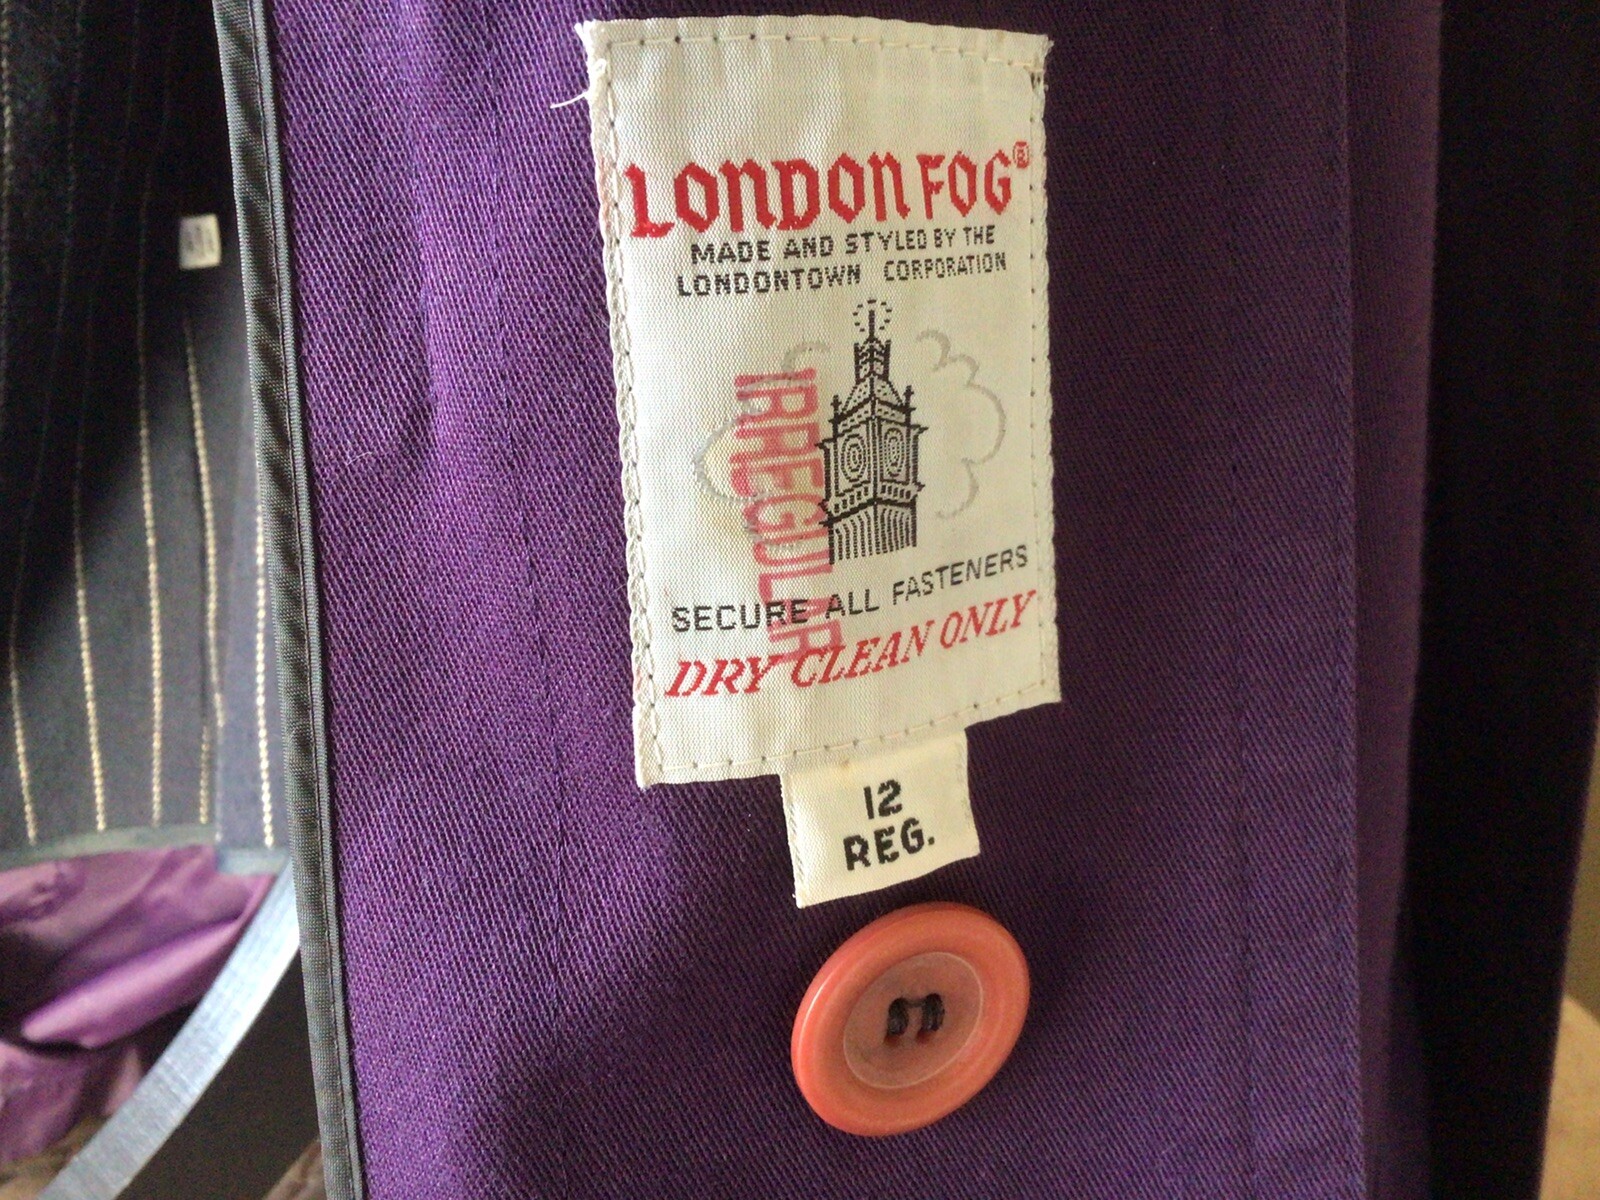 LONDON FOG®
MADE AND STYLED BY THE
LONDONTOWN CORPORATION
IRREGULAR
SECURE ALL FASTENERS
DRY CLEAN ONLY
12
REG.